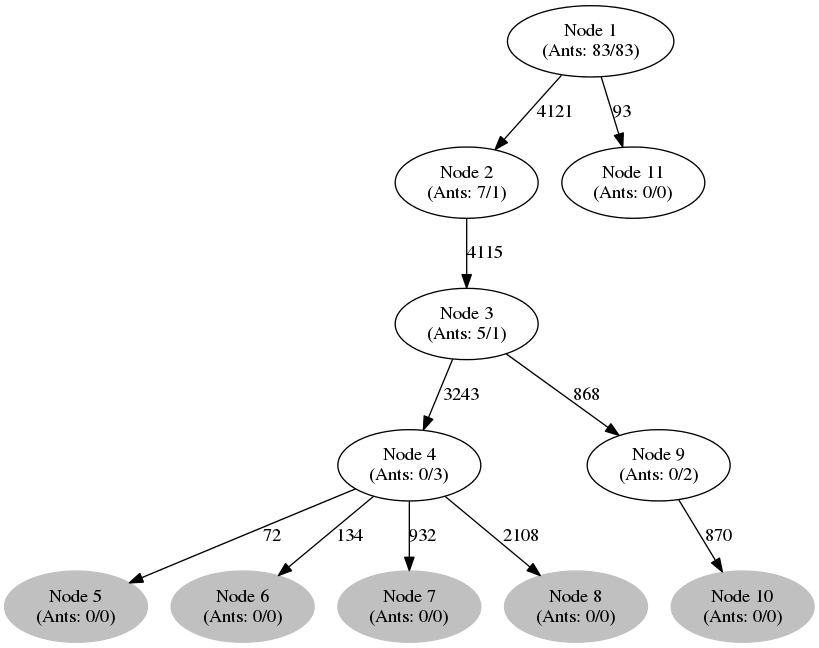 Node 1
(Ants: 83/83)
4121
93
Node 2
(Ants: 7/1)
Node 11
(Ants: 0/0)
4115
Node 3
(Ants: 5/1)
3243
868
Node 4
(Ants: 0/3)
Node 9
(Ants: 0/2)
72
134
932
2108
870
Node 5
(Ants: 0/0)
Node 6
(Ants: 0/0)
Node 7
(Ants: 0/0)
Node 8
(Ants: 0/0)
Node 10
(Ants: 0/0)